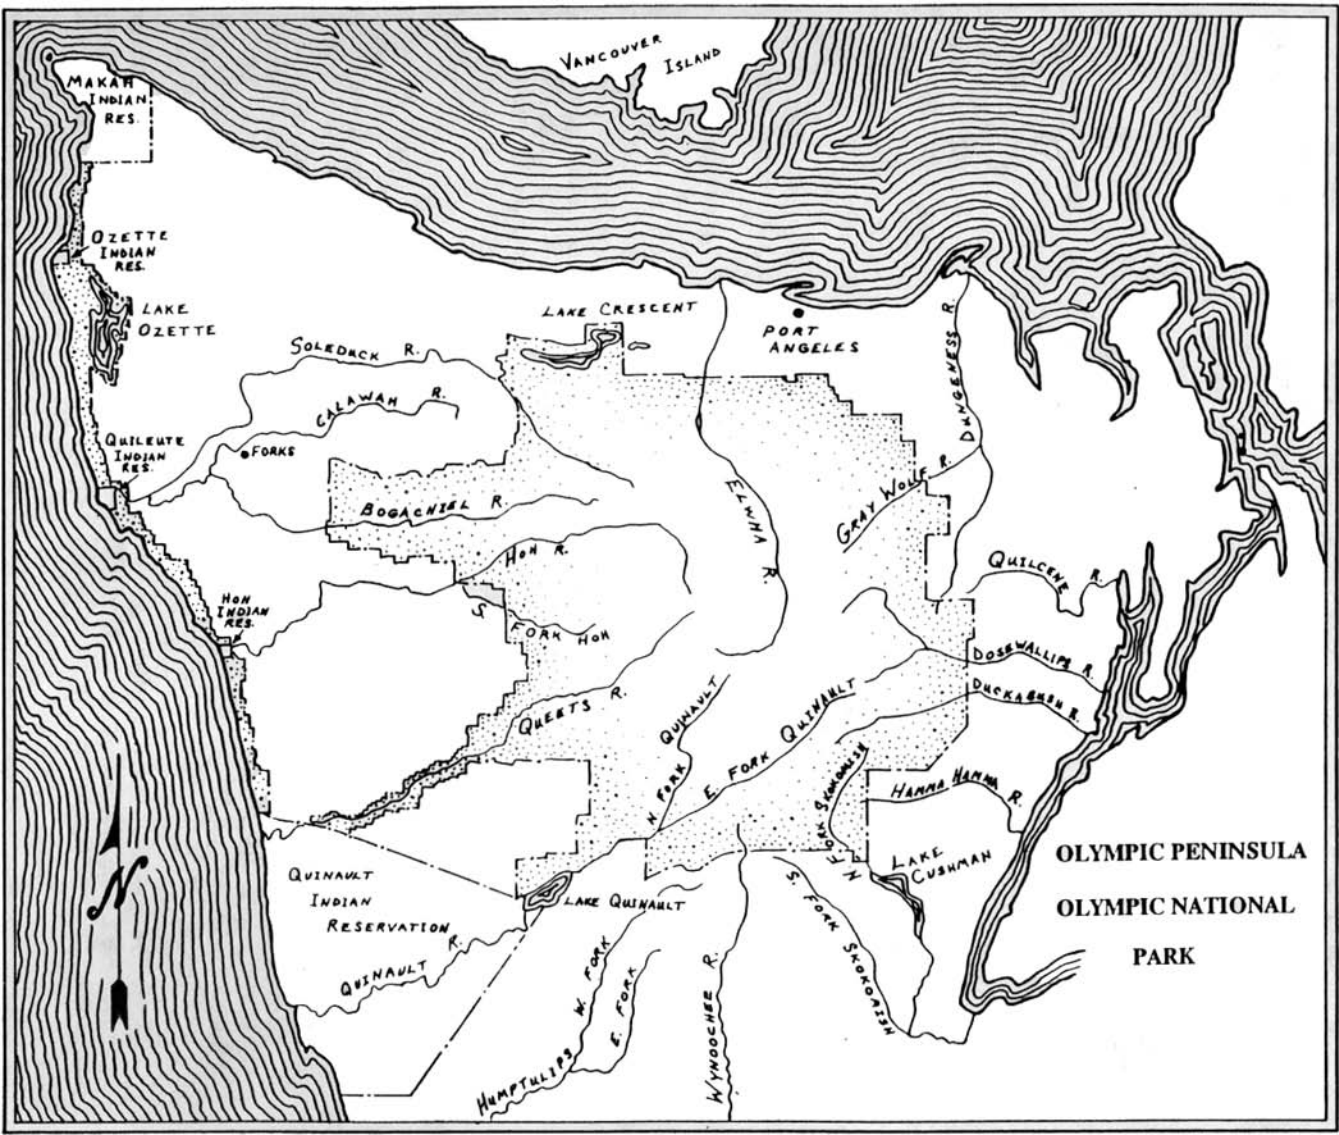 VANCOUVER
ISLAND
MAKAH
INDIAN
RES.
OZETTE
INDIAN
RES.
LAKE
OZETTE
LAKE CRESCENT
PORT
ANGELES
SOLEDUCK R.
CALAWAH R.
FORKS
QUILEUTE
INDIAN
RES.
DUNGENESS R.
GRAY WOLF R.
ELWHA R.
BOGACHIEL R.
HOH R.
S. FORK HOH
HOH
INDIAN
RES.
QUILCENE R.
DOSEWALLIPS R.
DUCKABUSH R.
QUEETS R.
N FORK QUINAULT
E. FORK QUINAULT
N FORK SKOKOMISH
HAMMA HAMMA R.
LAKE
CUSHMAN
OLYMPIC PENINSULA
OLYMPIC NATIONAL
PARK
N
QUINAULT
INDIAN
RESERVATION
LAKE QUINAULT
QUINAULT R.
S. FORK SKOKOMISH
HUMPTULIPS W. FORK
E. FORK
WYNOOCHEE R.